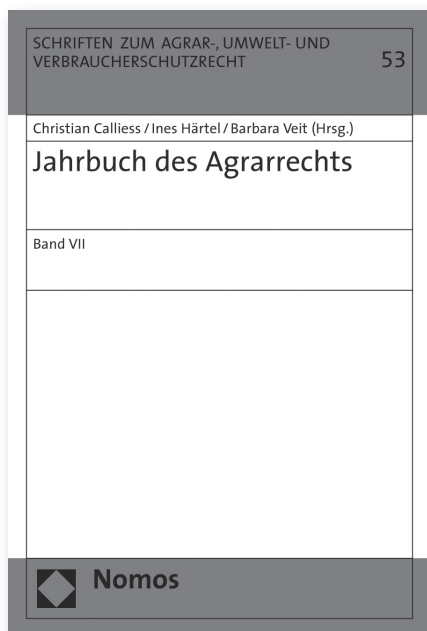 SCHRIFTEN ZUM AGRAR-, UMWELT- UND
VERBRAUCHERSCHUTZRECHT
53
Christian Calliess / Ines Härtel / Barbara Veit (Hrsg.)
Jahrbuch des Agrarrechts
Band VII
Nomos